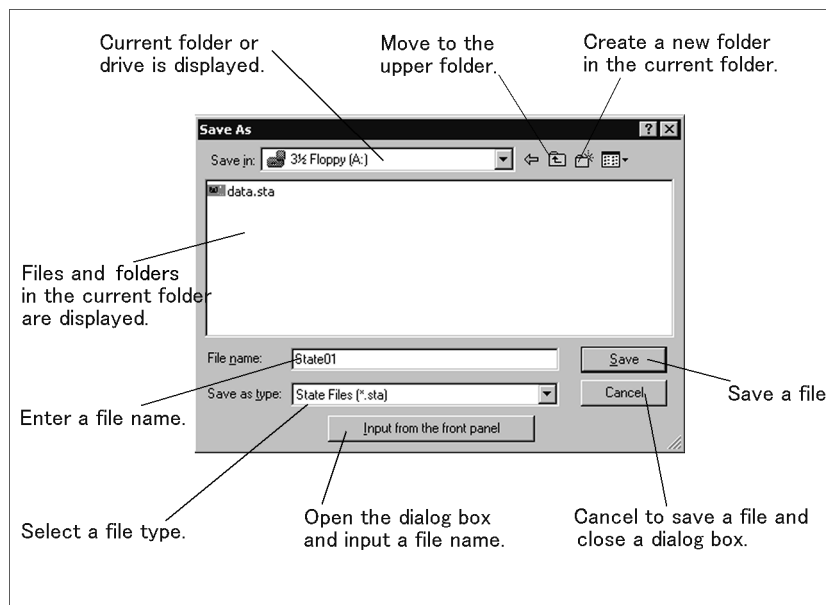 Current folder or
drive is displayed.
Move to the
upper folder.
Create a new folder
in the current folder.
Save As
Save in:
3½ Floppy (A:)
data.sta
Files and folders
in the current folder
are displayed.
File name:
State01
Save
Save as type:
State Files (*.sta)
Cancel
Save a file
Enter a file name.
Input from the front panel
Select a file type.
Open the dialog box
and input a file name.
Cancel to save a file and
close a dialog box.